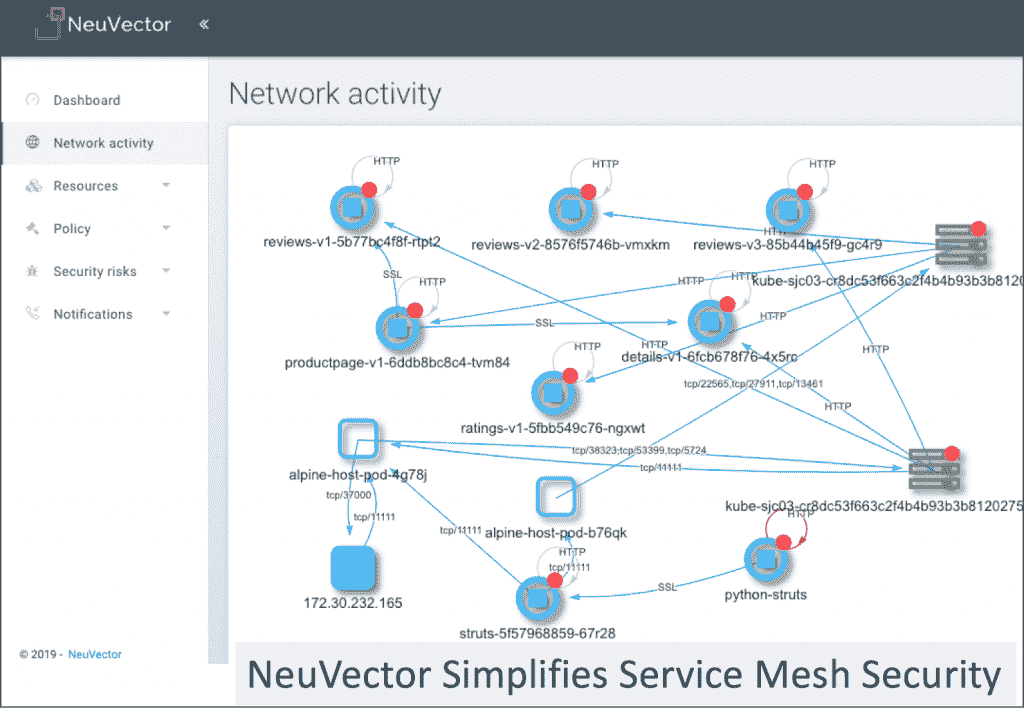 NeuVector «
Dashboard
Network activity
Resources
Policy
Security risks
Notifications
© 2019 - NeuVector
Network activity
HTTP
HTTP
HTTP
reviews-v1-5b77bc4f8f-rtpt2
reviews-v2-8576f5746b-vmxkm
HTTP
reviews-v3-85b44b45f9-gc4r9
SSL
HTTP
HTTP
HTTP
kube-sjc03-cr8dc53f663c2f4b4b93b3b8120
SSL
HTTP
productpage-v1-6ddb8bc8c4-tvm84
HTTP
HTTP
details-v1-6fcb678f76-4x5rc
HTTP
tcp/22565,tcp/27911,tcp/13461
HTTP
ratings-v1-5fbb549c76-ngxwt
tcp/38323,tcp/53399,tcp/5724
tcp/11111
alpine-host-pod-4g78j
tcp/37000
tcp/11111
kube-sjc03-cr8dc53f663c2f4b4b93b3b8120275
HTTP
tcp/11111
alpine-host-pod-b76qk
HTTP
tcp/11111
172.30.232.165
SSL
python-struts
struts-5f57968859-67r28
NeuVector Simplifies Service Mesh Security